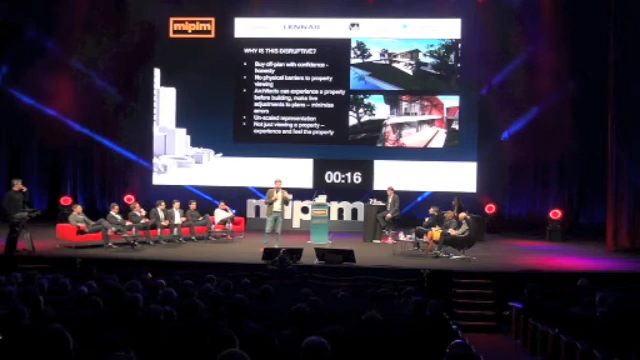 mipim
LENNAR
WHY IS THIS DISRUPTIVE?
• Buy off-plan with confidence –
honesty
• No physical barriers to property
viewing
• Architects can experience a property
before building, make live
adjustments to plans – minimise
errors
• Un-scaled representation
• Not just viewing a property –
experience and feel the property
00:16
mipim